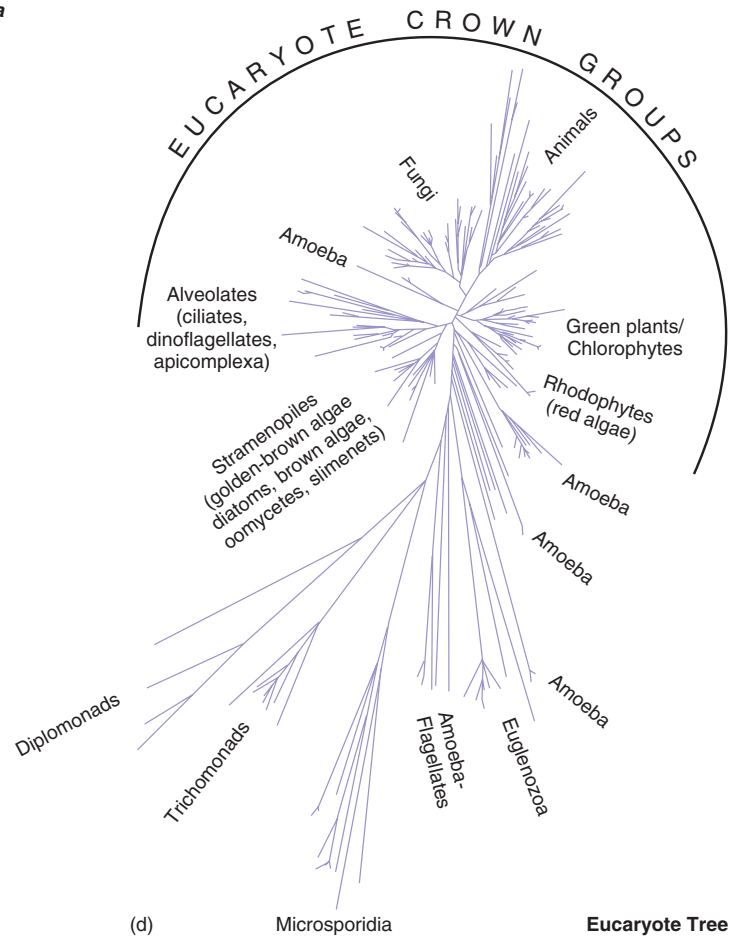 a
EUCARYOTE CROWN GROUPS
Animals
Fungi
Amoeba
Alveolates
(ciliates,
dinoflagellates,
apicomplexa)
Green plants/
Chlorophytes
Rhodophytes
(red algae)
Stramenopiles
(golden-brown algae
diatoms, brown algae,
oomycetes, slimenets)
Amoeba
Amoeba
Amoeba
Diplomonads
Trichomonads
Amoeba-
Flagellates
Euglenozoa
(d)
Microsporidia
Eucaryote Tree